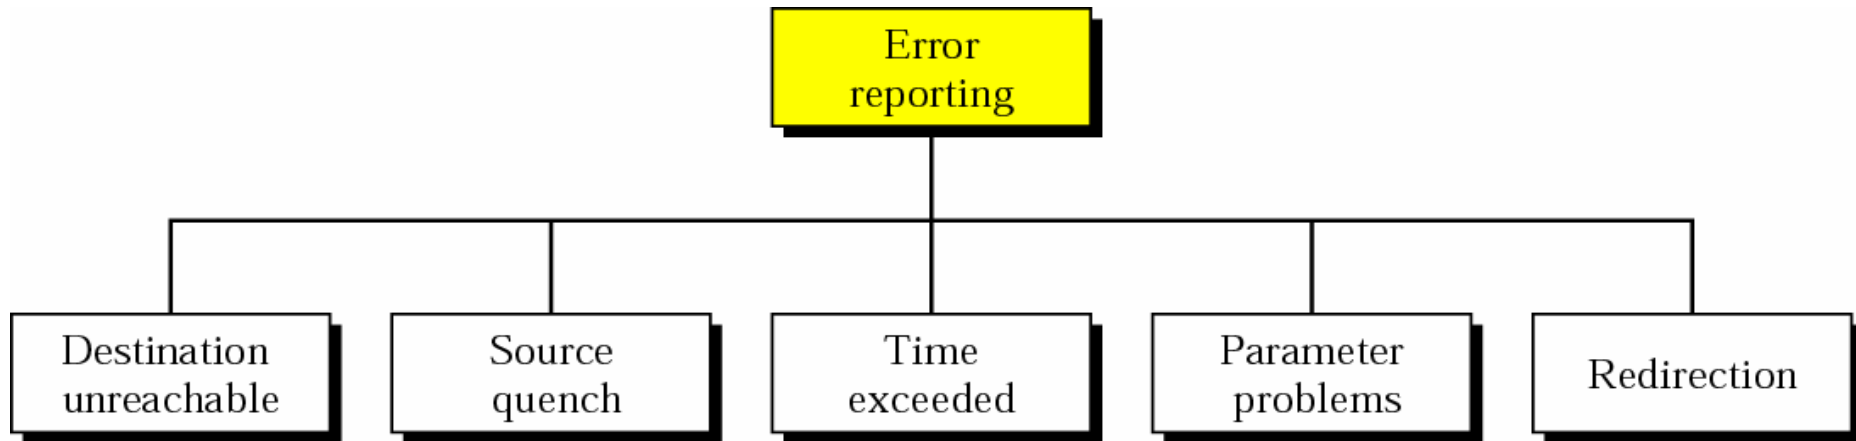 Error
reporting
Destination
unreachable
Source
quench
Time
exceeded
Parameter
problems
Redirection